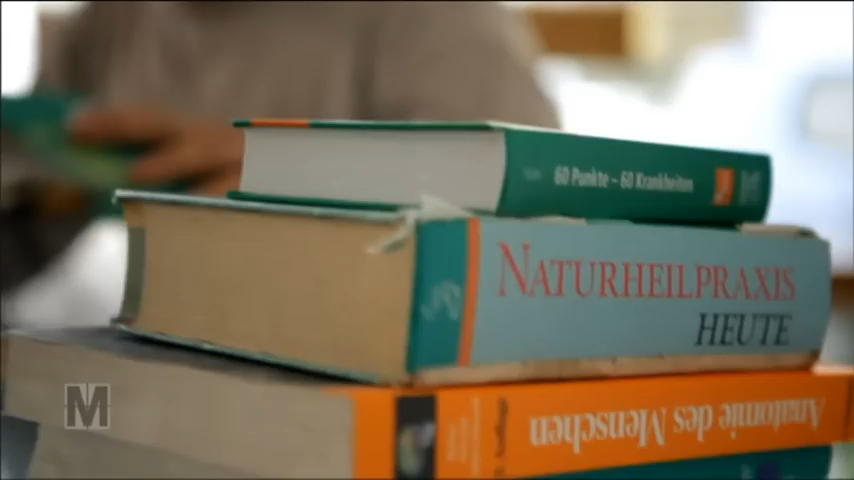 60 Punkte – 60 Krankheiten
NATURHEILPRAXIS
HEUTE
Anatomie des Menschen
M